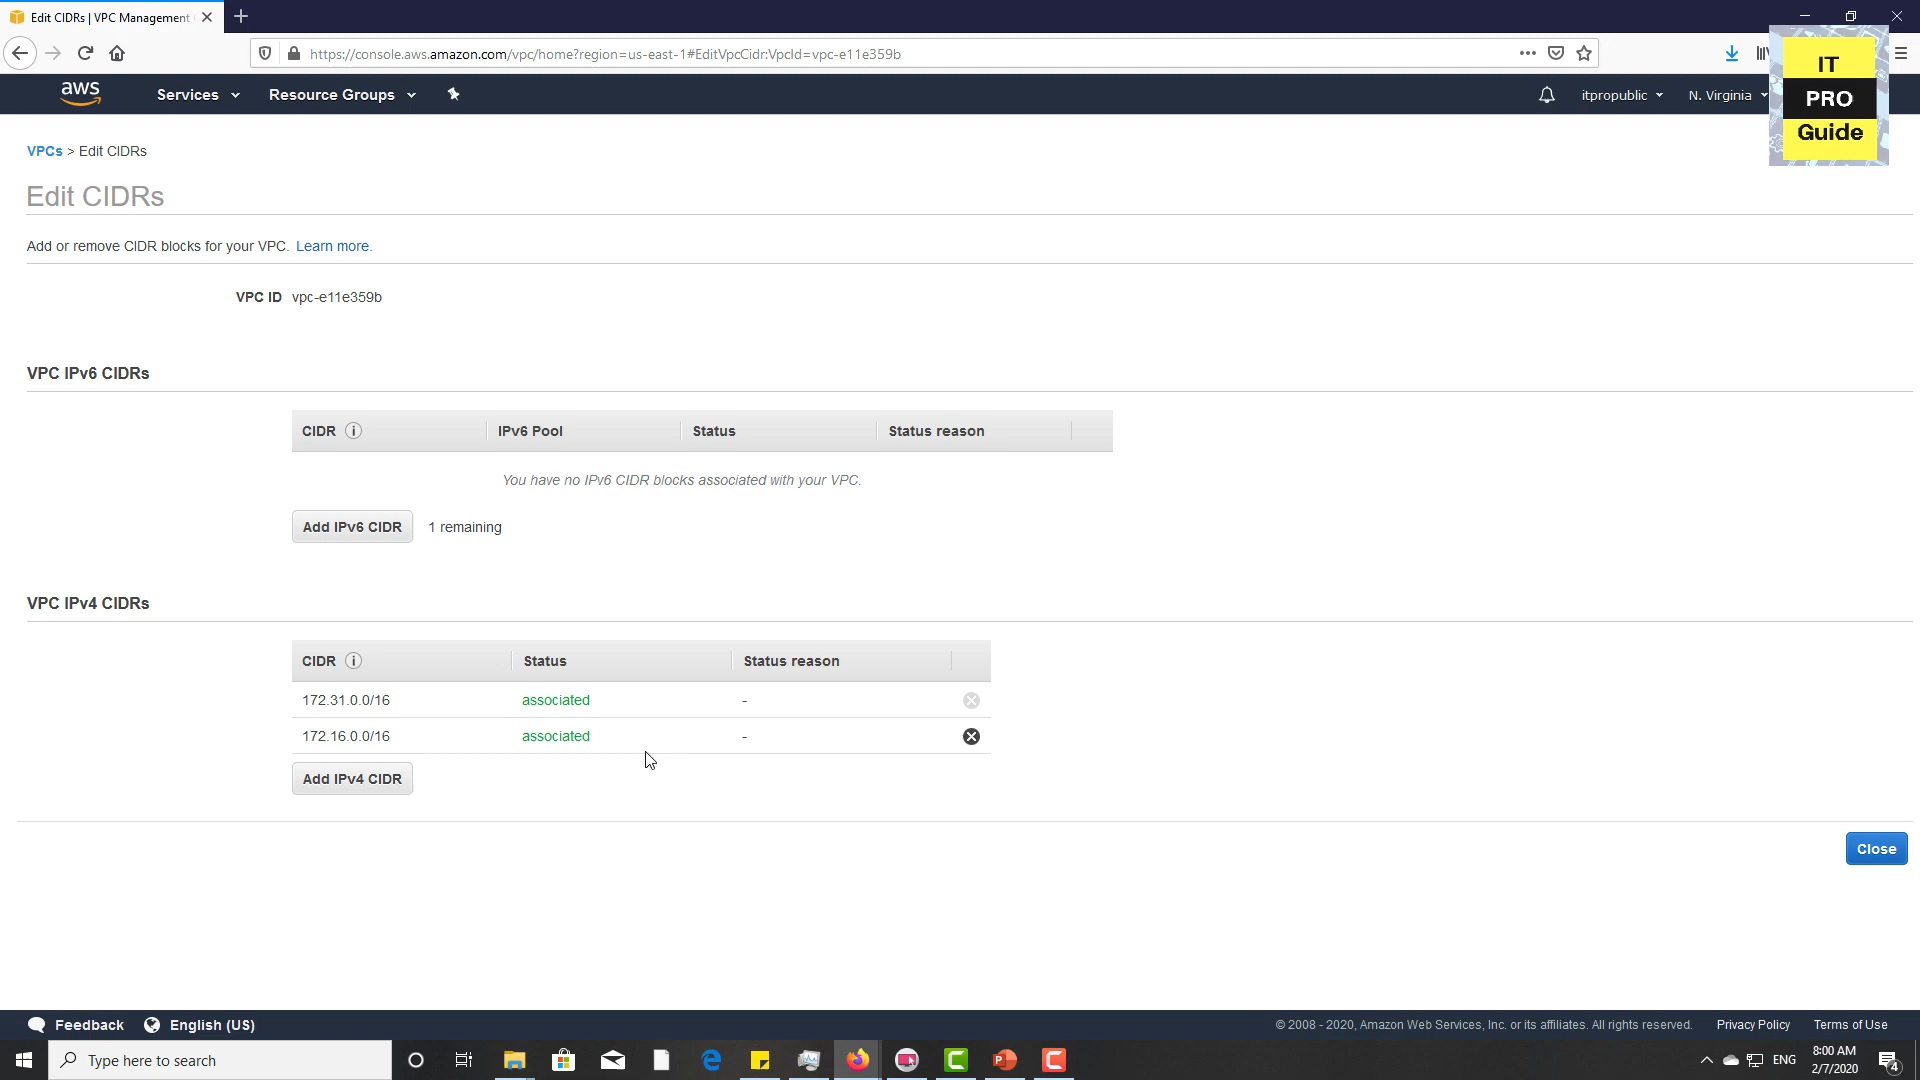 Edit CIDRs | VPC Management
https://console.aws.amazon.com/vpc/home?region=us-east-1#EditVpcCidr:VpcId=vpc-e11e359b
aws Services Resource Groups itpropublic N. Virginia
IT
PRO
Guide
VPCs > Edit CIDRs
Edit CIDRs
Add or remove CIDR blocks for your VPC. Learn more.
VPC ID vpc-e11e359b
VPC IPv6 CIDRs
CIDR i IPv6 Pool Status Status reason
You have no IPv6 CIDR blocks associated with your VPC.
Add IPv6 CIDR 1 remaining
VPC IPv4 CIDRs
CIDR i Status Status reason
172.31.0.0/16 associated -
172.16.0.0/16 associated -
Add IPv4 CIDR
Close
Feedback English (US) © 2008 - 2020, Amazon Web Services, Inc. or its affiliates. All rights reserved. Privacy Policy Terms of Use
Type here to search
ENG
8:00 AM
2/7/2020
4